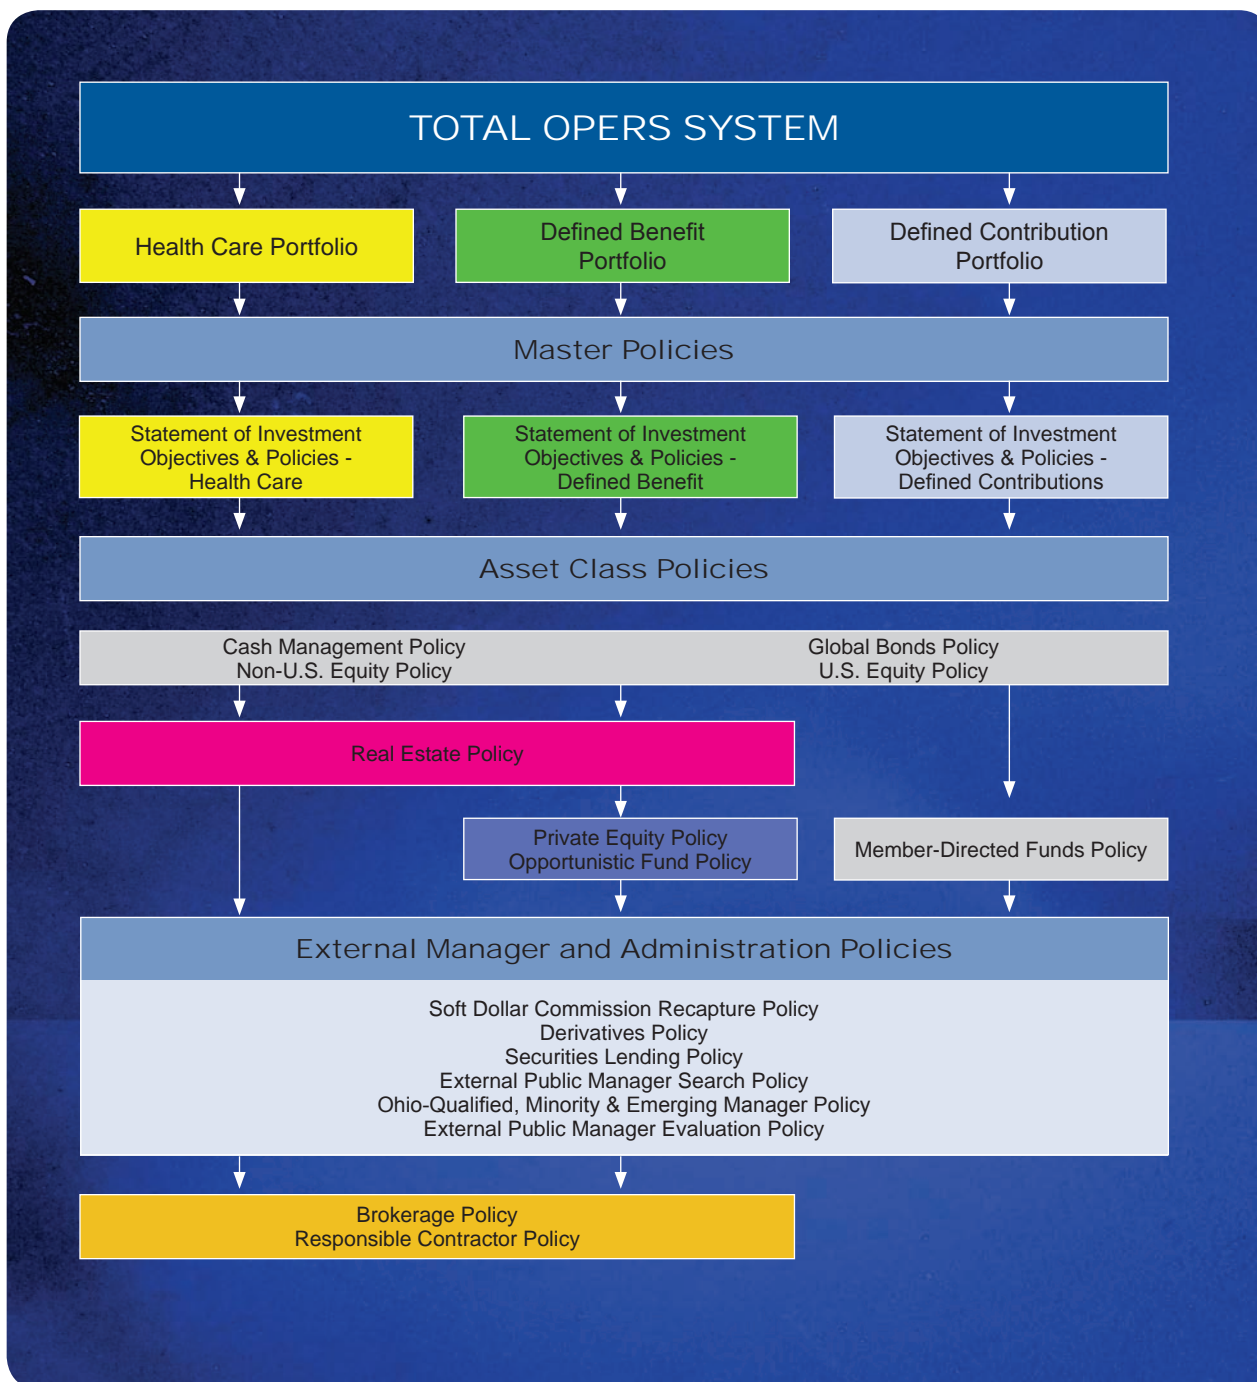 TOTAL OPERS SYSTEM
Health Care Portfolio
Defined Benefit
Portfolio
Defined Contribution
Portfolio
Master Policies
Statement of Investment
Objectives & Policies -
Health Care
Statement of Investment
Objectives & Policies -
Defined Benefit
Statement of Investment
Objectives & Policies -
Defined Contributions
Asset Class Policies
Cash Management Policy
Non-U.S. Equity Policy
Global Bonds Policy
U.S. Equity Policy
Real Estate Policy
Private Equity Policy
Opportunistic Fund Policy
Member-Directed Funds Policy
External Manager and Administration Policies
Soft Dollar Commission Recapture Policy
Derivatives Policy
Securities Lending Policy
External Public Manager Search Policy
Ohio-Qualified, Minority & Emerging Manager Policy
External Public Manager Evaluation Policy
Brokerage Policy
Responsible Contractor Policy